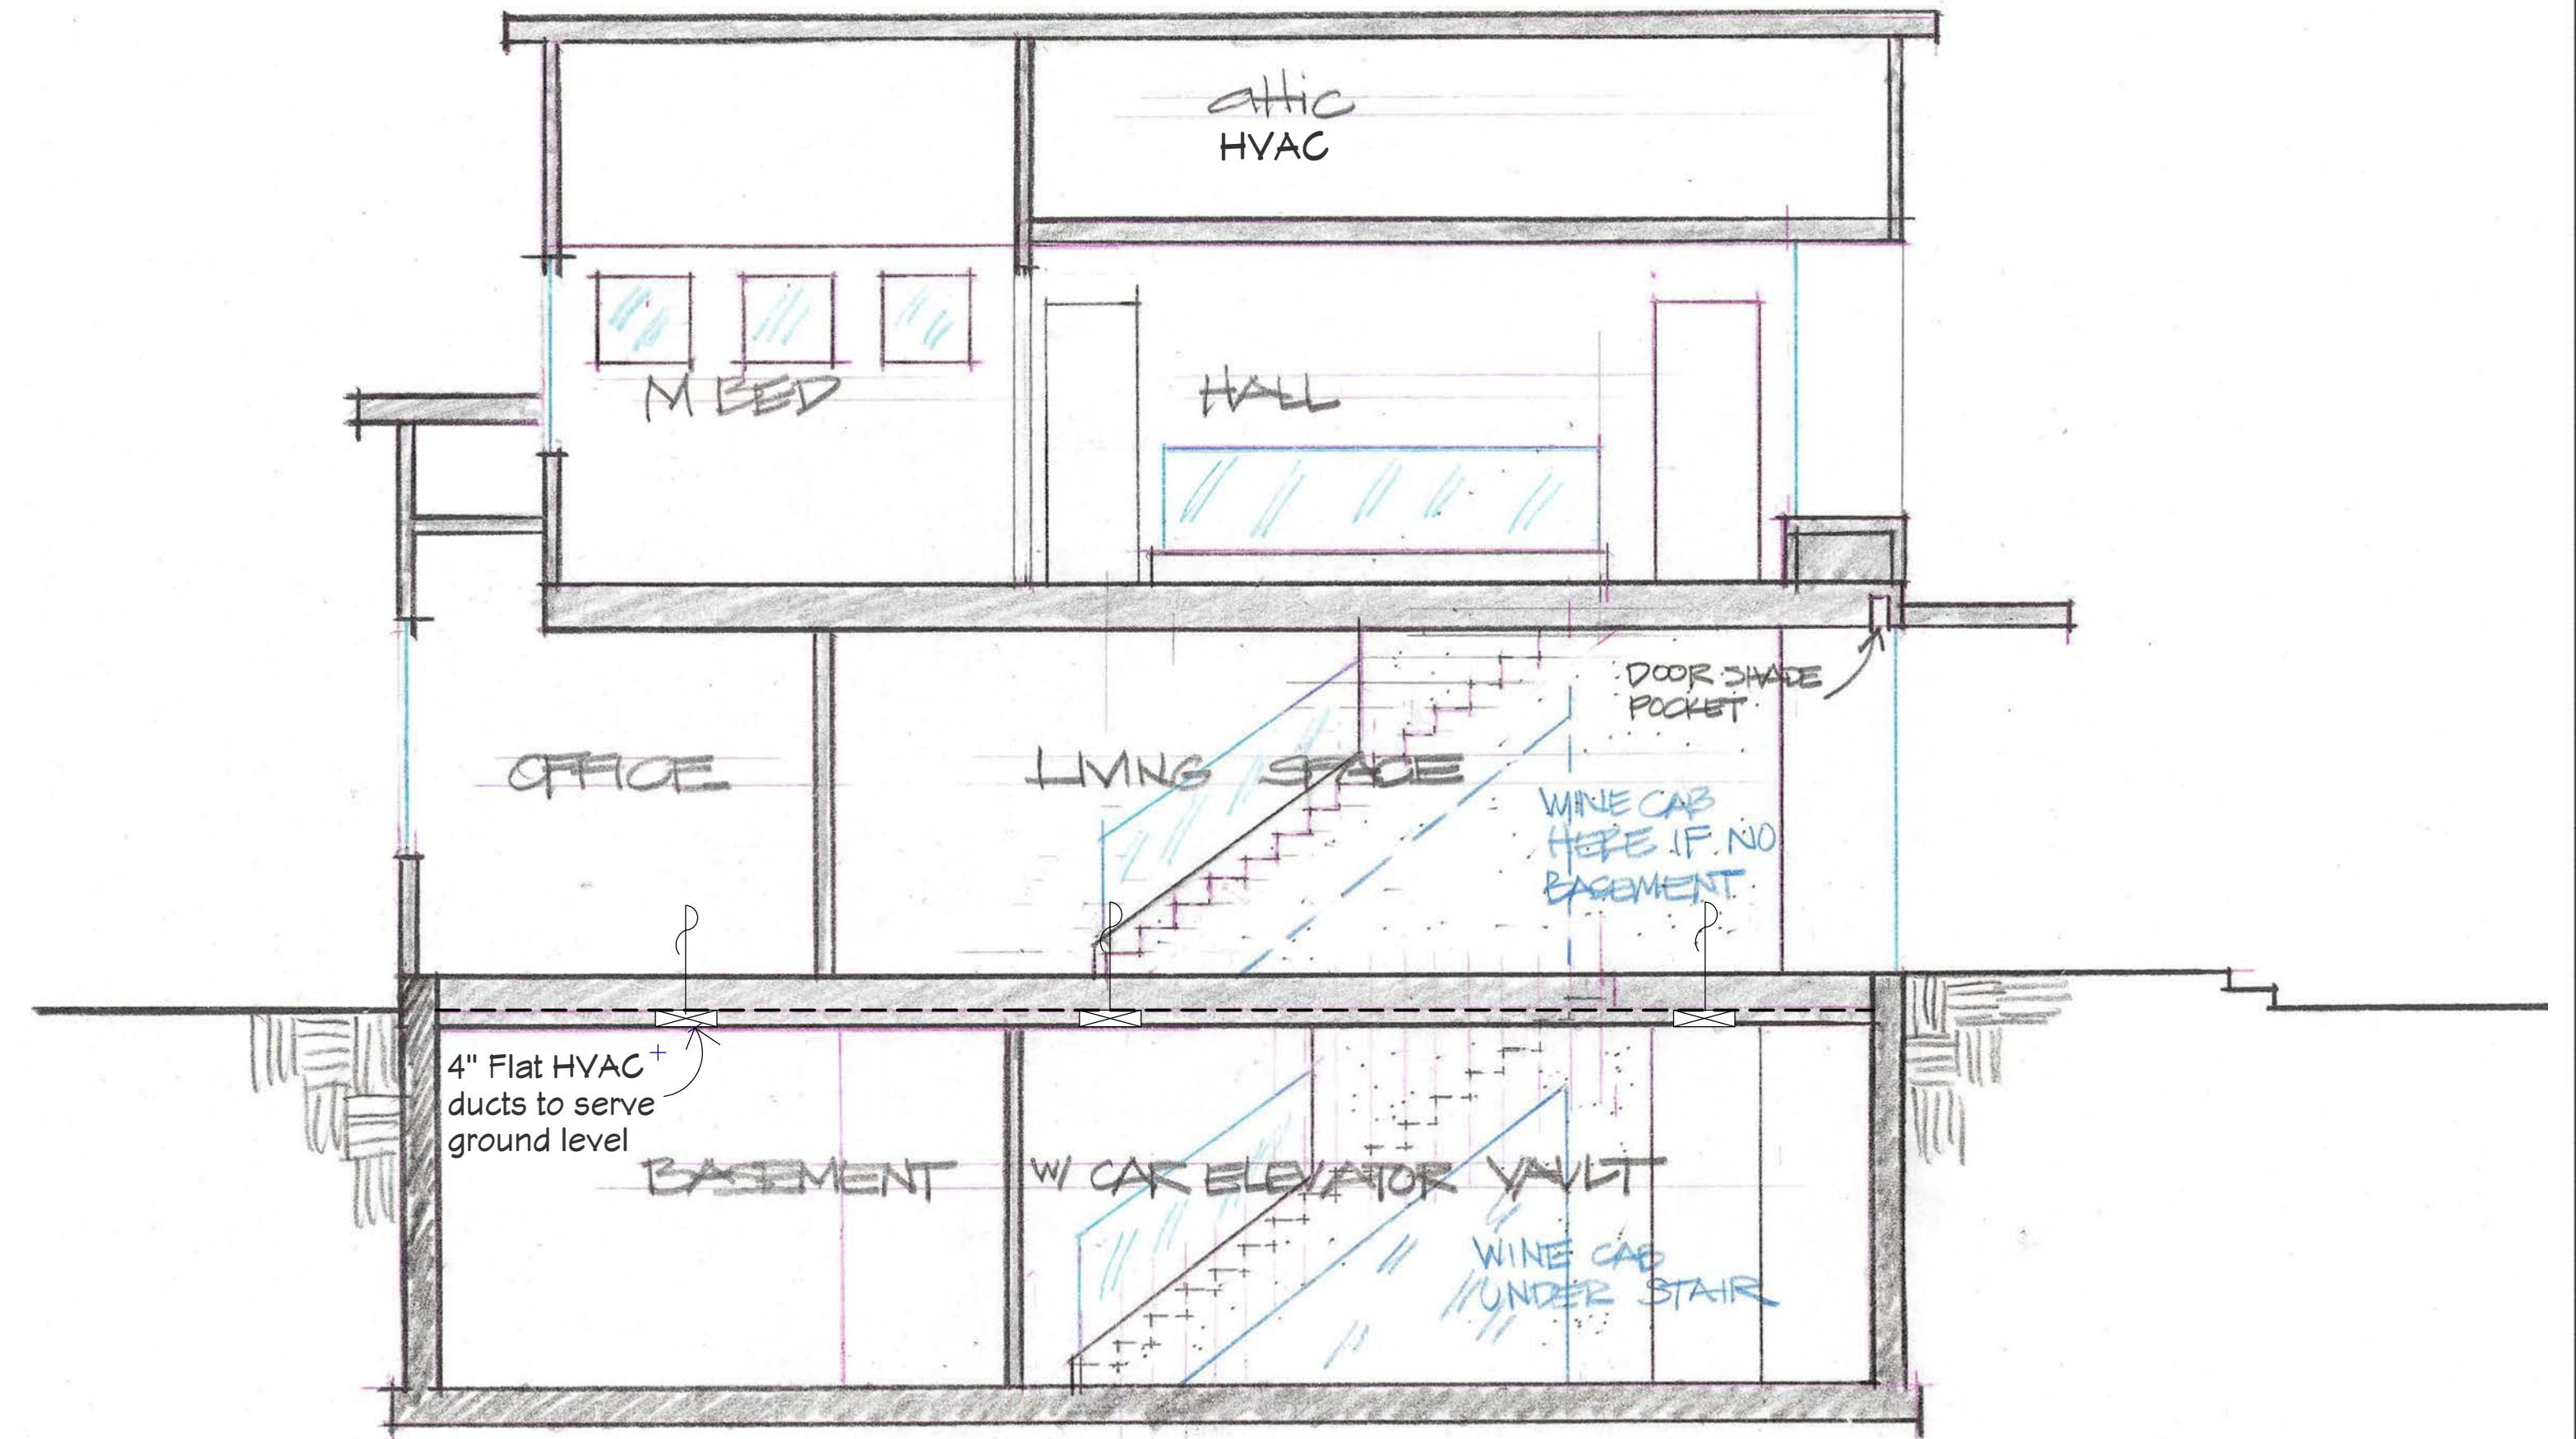 attic
HVAC
M BED
HALL
DOOR SHADE
POCKET
OFFICE
LIVING SPACE
WINE CAB
HERE IF NO
BASEMENT
4" Flat HVAC
ducts to serve
ground level
BASEMENT W/ CAR ELEVATOR VAULT
WINE CAB
UNDER STAIR